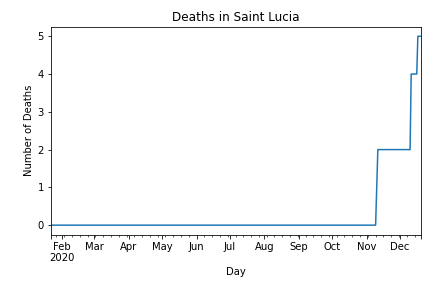 Deaths in Saint Lucia
5
4
3
2
1
0
Number of Deaths
Feb Mar Apr May Jun Jul Aug Sep Oct Nov Dec
2020
Day